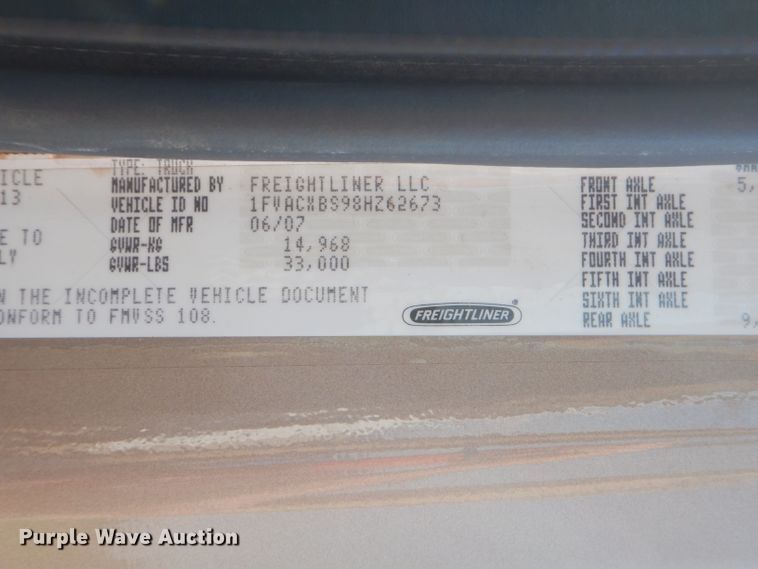 TYPE: TRUCK
ICLE MANUFACTURED BY FREIGHTLINER LLC FRONT AXLE 5,
13 VEHICLE ID NO 1FVACXBS98HZ62673 FIRST INT AXLE
DATE OF MFR 06/07 SECOND INT AXLE
E TO GVWR-KG 14,968 THIRD INT AXLE
LY GVWR-LBS 33,000 FOURTH INT AXLE
FIFTH INT AXLE
N THE INCOMPLETE VEHICLE DOCUMENT SIXTH INT AXLE
ONFORM TO FMVSS 108. FREIGHTLINER ® REAR AXLE 9,
Purple Wave Auction